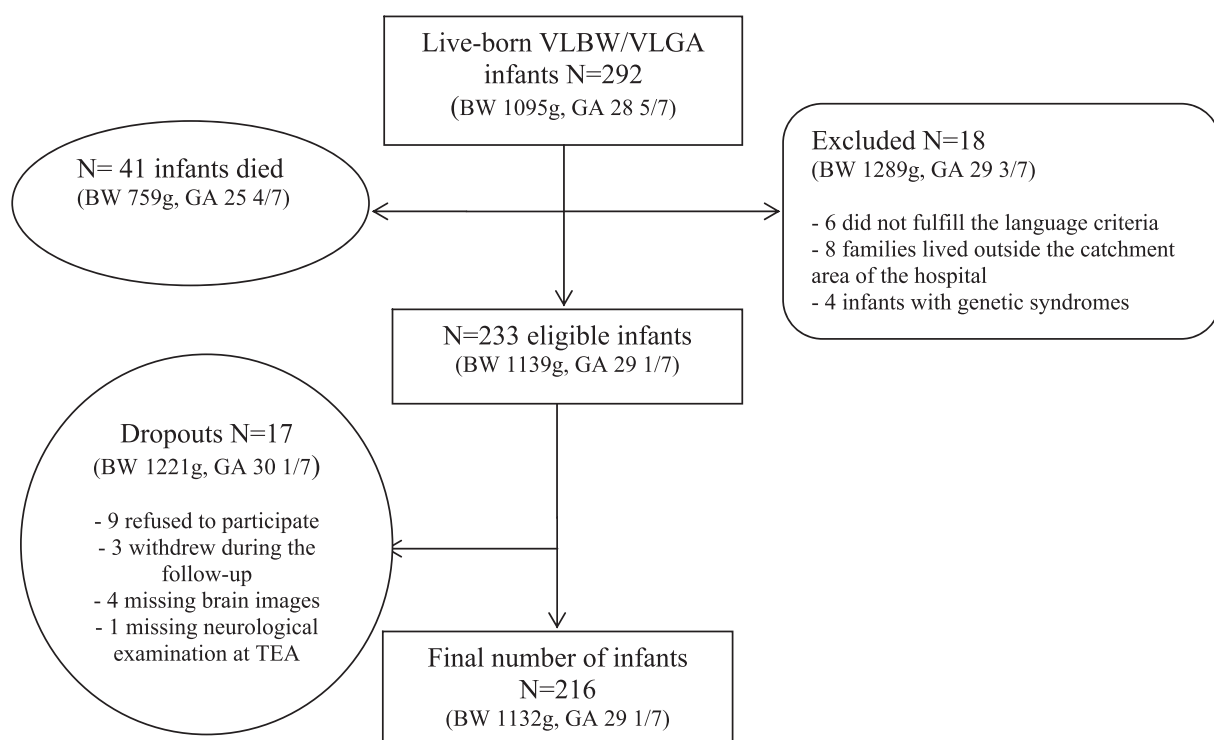 Live-born VLBW/VLGA
infants N=292
(BW 1095g, GA 28 5/7)
N= 41 infants died
(BW 759g, GA 25 4/7)
Excluded N=18
(BW 1289g, GA 29 3/7)
- 6 did not fulfill the language criteria
- 8 families lived outside the catchment
area of the hospital
- 4 infants with genetic syndromes
N=233 eligible infants
(BW 1139g, GA 29 1/7)
Dropouts N=17
(BW 1221g, GA 30 1/7)
- 9 refused to participate
- 3 withdrew during the
follow-up
- 4 missing brain images
- 1 missing neurological
examination at TEA
Final number of infants
N=216
(BW 1132g, GA 29 1/7)